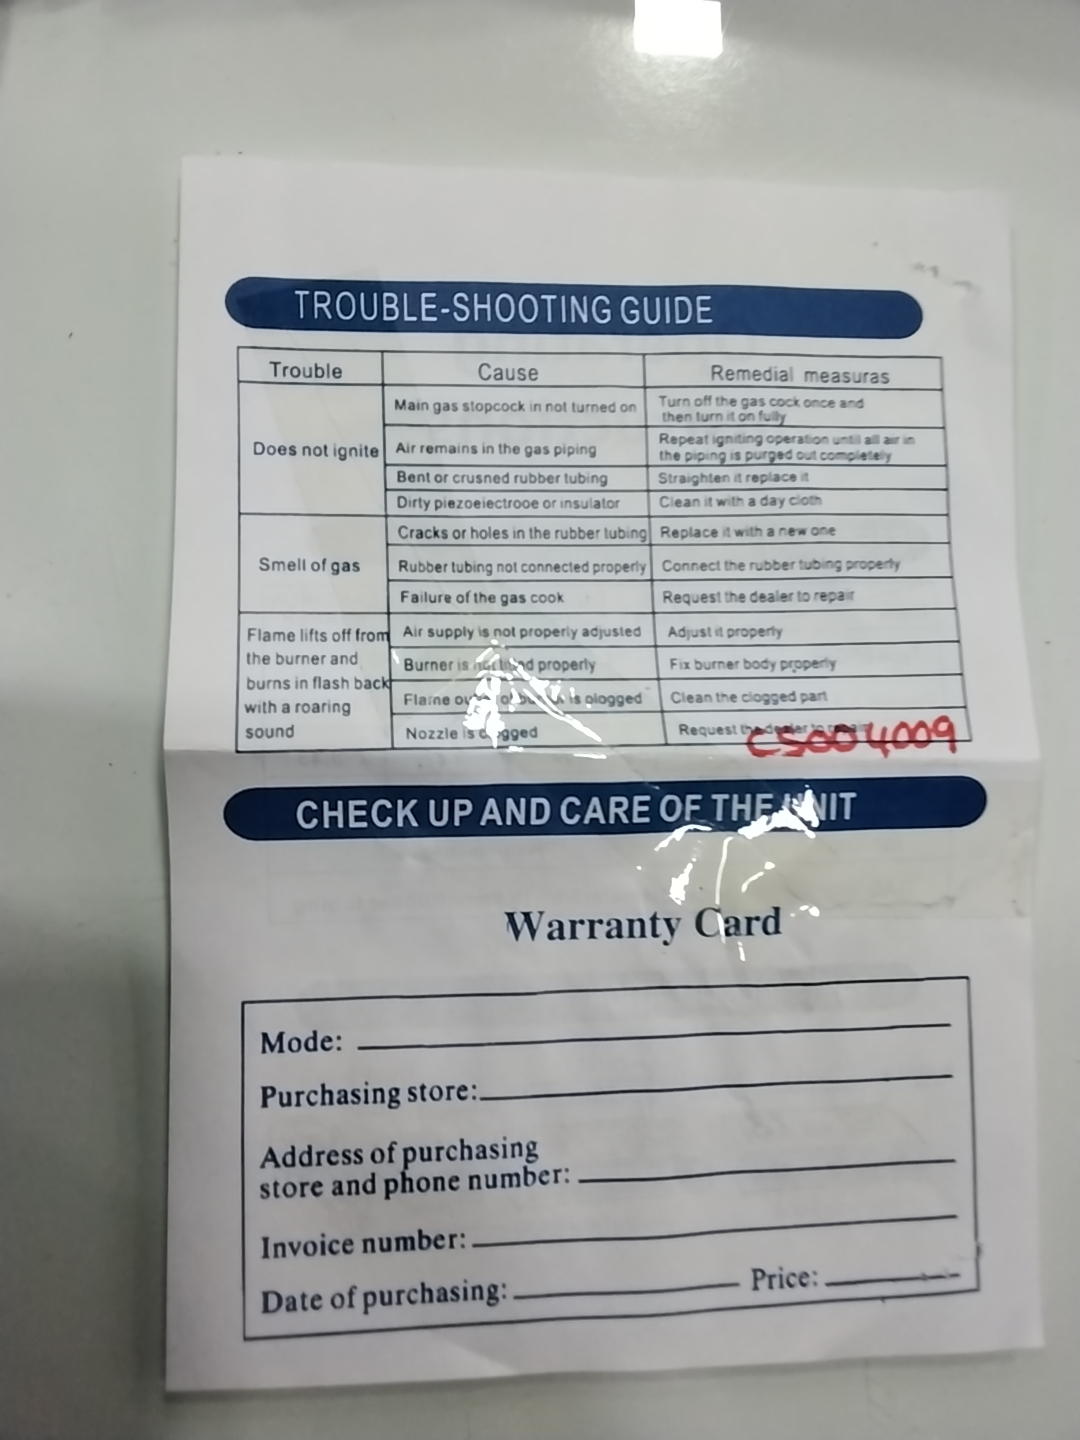 TROUBLE-SHOOTING GUIDE
Trouble Cause Remedial measuras
Does not ignite
Main gas stopcock in not turned on
Turn off the gas cock once and
then turn it on fully
Air remains in the gas piping
Repeat igniting operation until all air in
the piping is purged out completely
Bent or crusned rubber tubing Straighten it replace it
Dirty piezoeiectrooe or insulator Clean it with a day cloth
Smell of gas
Cracks or holes in the rubber tubing Replace it with a new one
Rubber tubing not connected properly Connect the rubber tubing properly
Failure of the gas cook Request the dealer to repair
Flame lifts off from
the burner and
burns in flash back
with a roaring
sound
Air supply is not properly adjusted Adjust it properly
Burner is properly Fix burner body properly
Flame is plogged Clean the clogged part
Nozzle is clogged Request the dealer to repair
CS004009
CHECK UP AND CARE OF THE UNIT
Warranty Card
Mode:
Purchasing store:
Address of purchasing
store and phone number:
Invoice number:
Date of purchasing: Price: